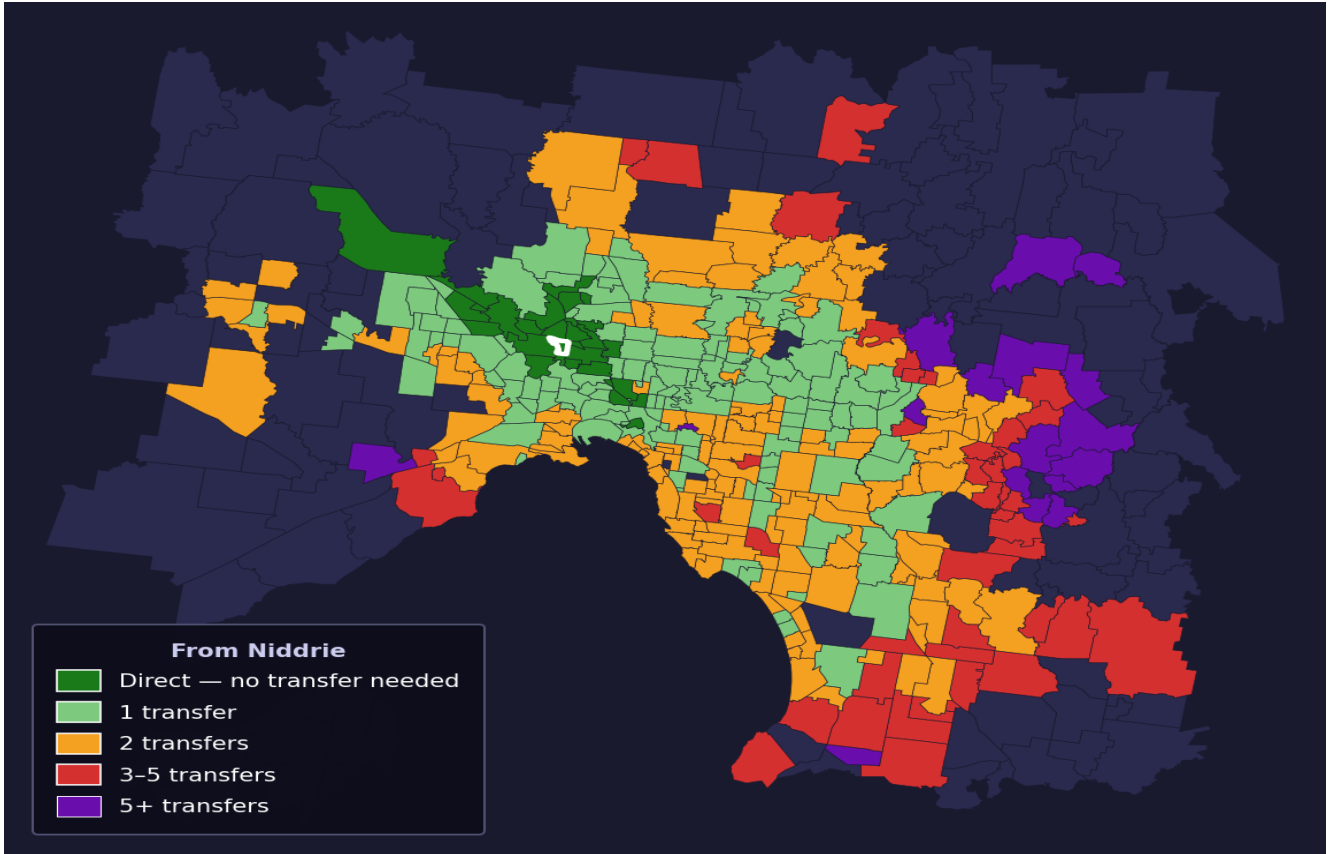 From Niddrie
Direct — no transfer needed
1 transfer
2 transfers
3–5 transfers
5+ transfers